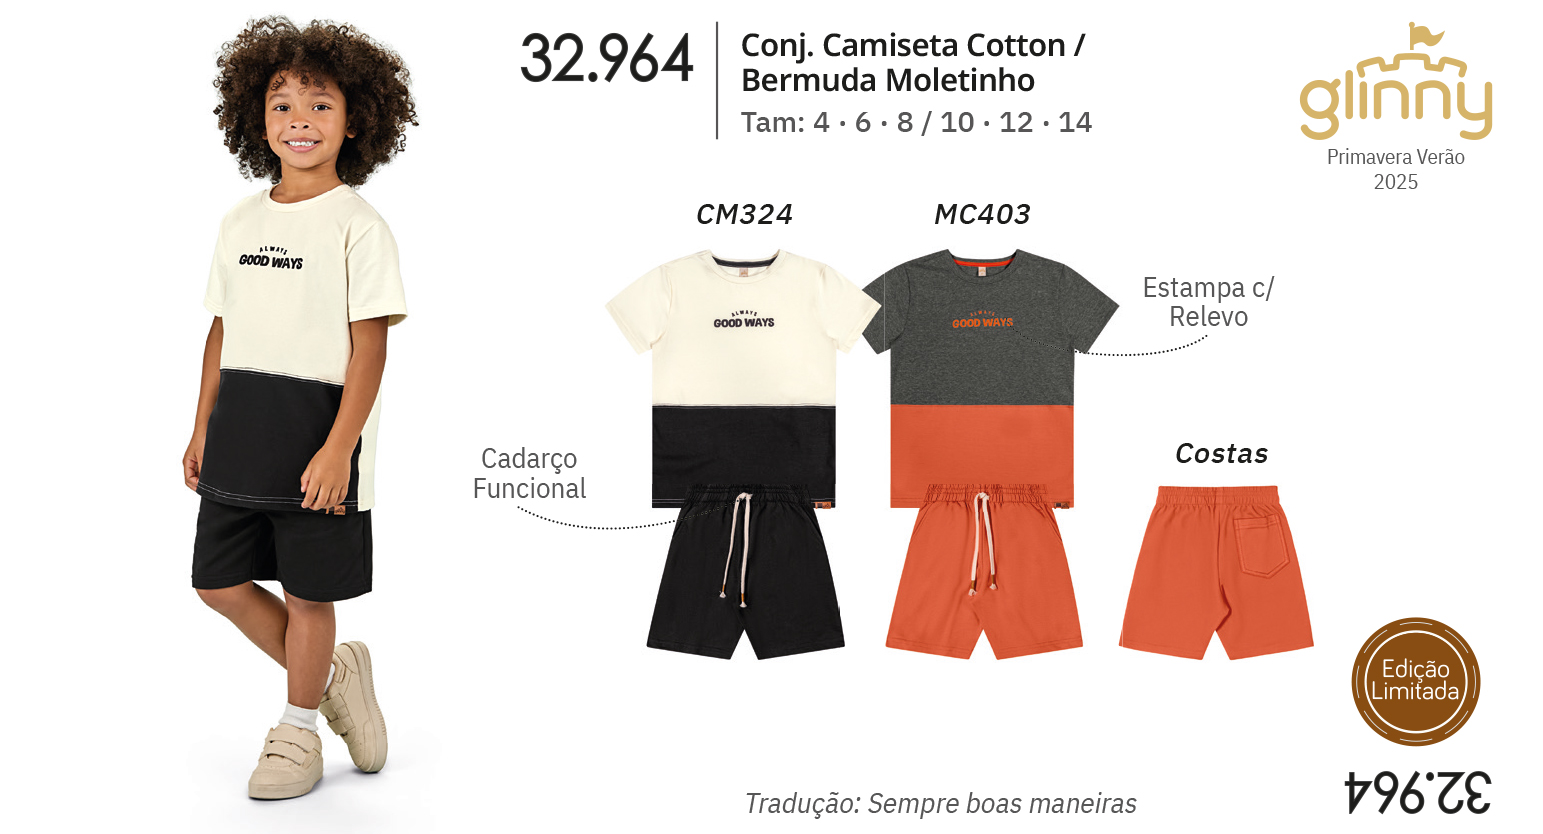 32.964
Conj. Camiseta Cotton /
Bermuda Moletinho
Tam: 4 · 6 · 8 / 10 · 12 · 14
glinny
Primavera Verão
2025
CM324
MC403
ALWAYS
GOOD WAYS
ALWAYS
GOOD WAYS
ALWAYS
GOOD WAYS
Estampa c/
Relevo
Cadarço
Funcional
Costas
Edição
Limitada
32.964
Tradução: Sempre boas maneiras